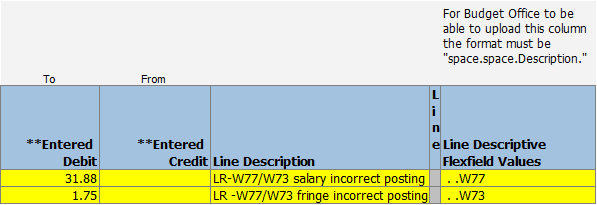 For Budget Office to be
able to upload this column
the format must be
"space.space.Description."
To
From
**Entered
Debit
**Entered
Credit
Line Description
L
i
n
e
Line Descriptive
Flexfield Values
31.88
LR-W77/W73 salary incorrect posting
. .W77
1.75
LR -W77/W73 fringe incorrect posting
. .W73